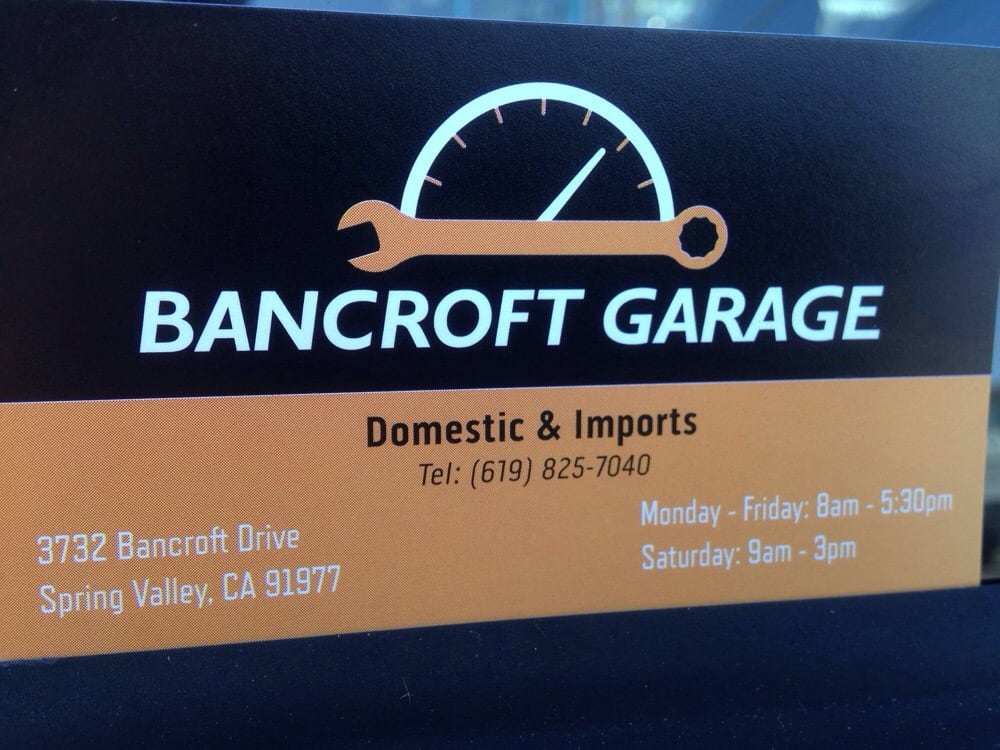 BANCROFT GARAGE
Domestic & Imports
Tel: (619) 825-7040
3732 Bancroft Drive
Spring Valley, CA 91977
Monday - Friday: 8am - 5:30pm
Saturday: 9am - 3pm